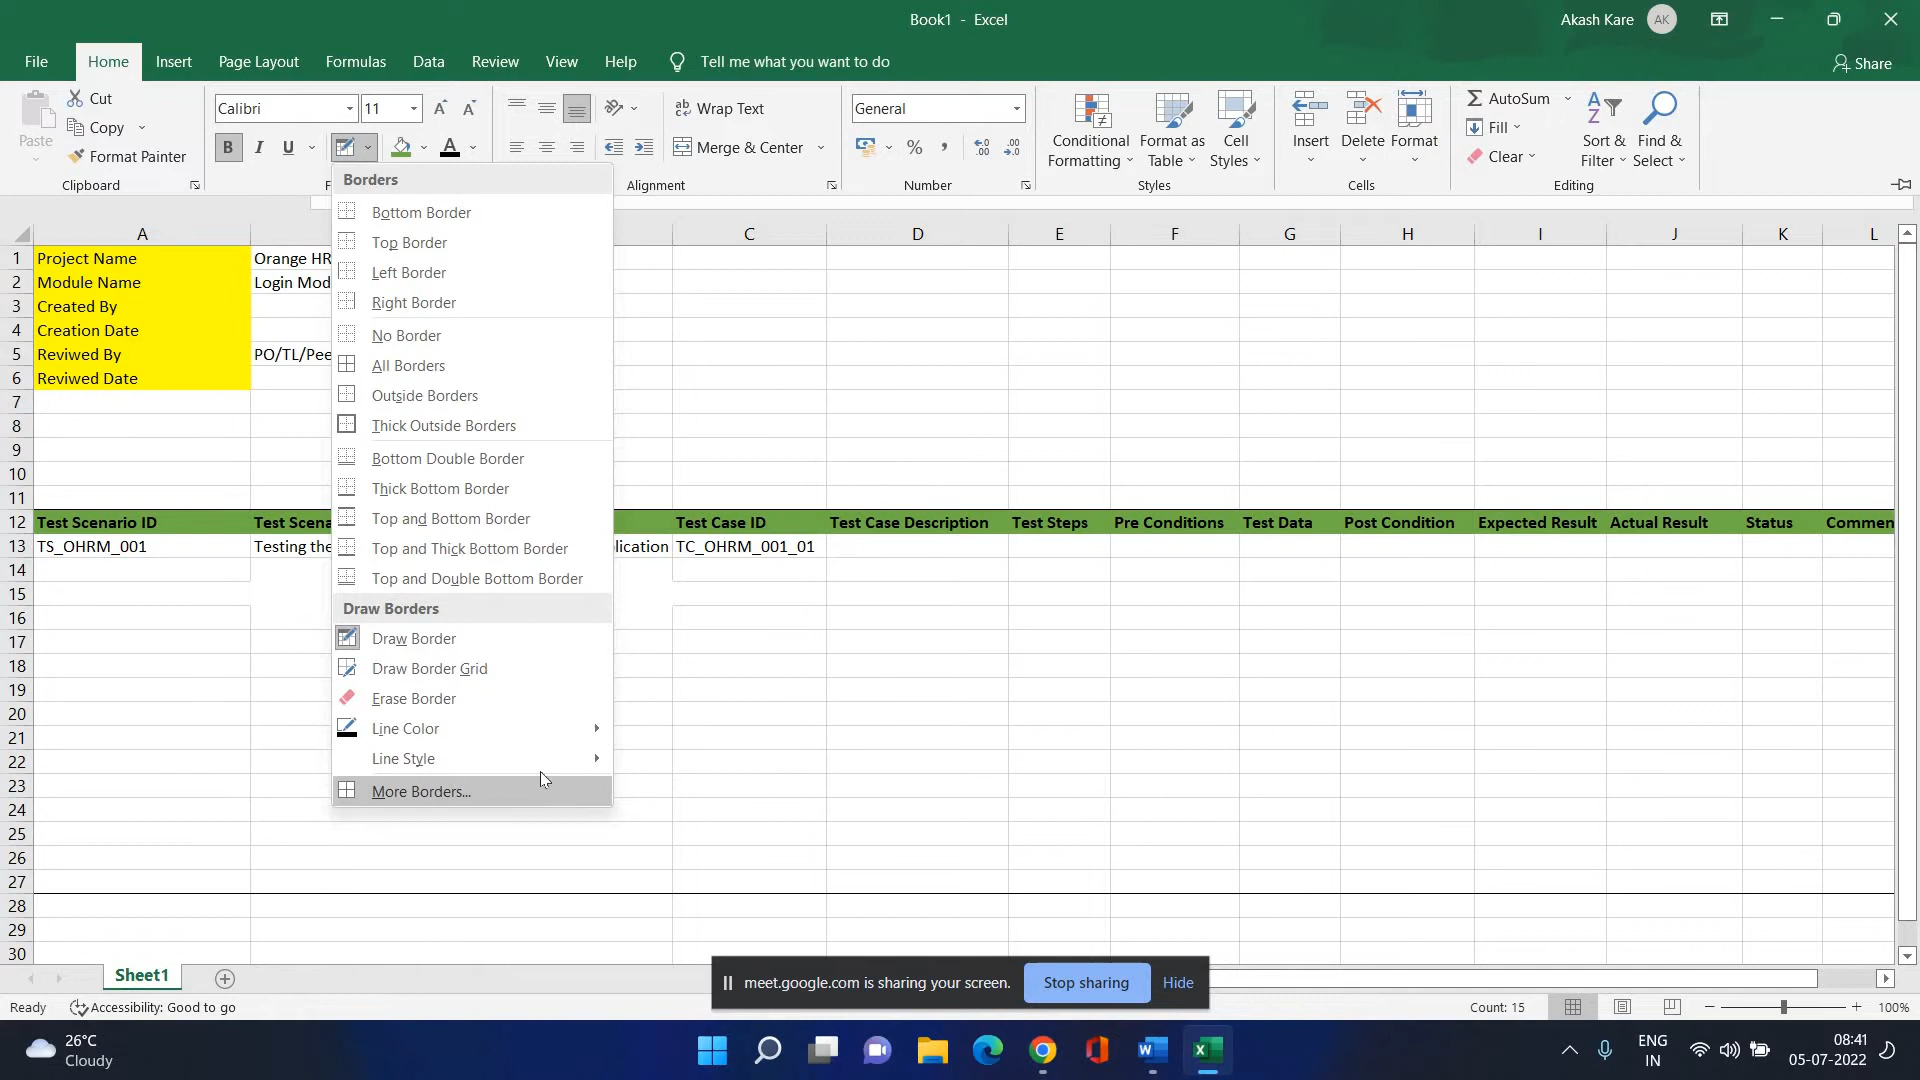 Book1 - Excel
Akash Kare
AK
File
Home
Insert
Page Layout
Formulas
Data
Review
View
Help
Tell me what you want to do
Share
Paste
Cut
Copy
Format Painter
Clipboard
Calibri
11
B I U
A
F
Wrap Text
Merge & Center
Alignment
General
%
Number
Conditional Formatting
Format as Table
Cell Styles
Styles
Insert
Delete
Format
Cells
AutoSum
Fill
Clear
Sort & Filter
Find & Select
Editing
Borders
Bottom Border
Top Border
Left Border
Right Border
No Border
All Borders
Outside Borders
Thick Outside Borders
Bottom Double Border
Thick Bottom Border
Top and Bottom Border
Top and Thick Bottom Border
Top and Double Bottom Border
Draw Borders
Draw Border
Draw Border Grid
Erase Border
Line Color
Line Style
More Borders...
A C D E F G H I J K L
1 Project Name Orange HR
2 Module Name Login Mod
3 Created By
4 Creation Date
5 Reviwed By PO/TL/Pee
6 Reviwed Date
7
8
9
10
11
12 Test Scenario ID Test Scena Test Case ID Test Case Description Test Steps Pre Conditions Test Data Post Condition Expected Result Actual Result Status Commen
13 TS_OHRM_001 Testing the lication TC_OHRM_001_01
14
15
16
17
18
19
20
21
22
23
24
25
26
27
28
29
30
Sheet1
meet.google.com is sharing your screen.
Stop sharing
Hide
Ready
Accessibility: Good to go
Count: 15
100%
26°C
Cloudy
ENG
IN
08:41
05-07-2022